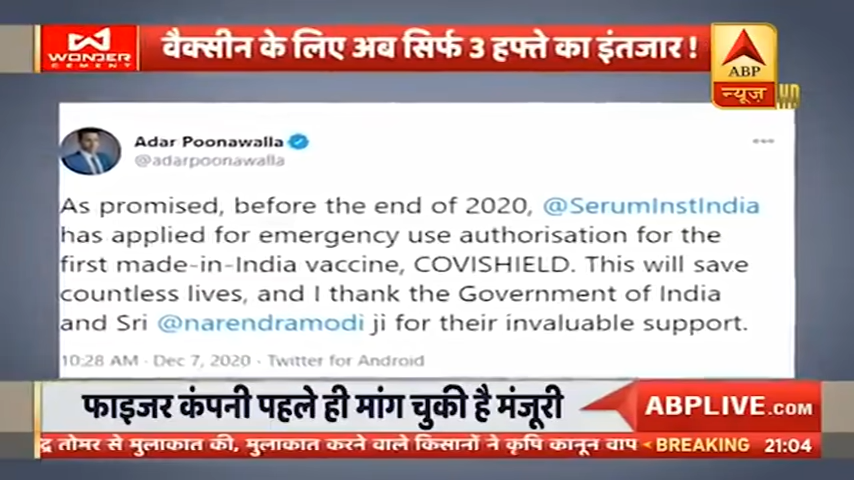 WONDER
CEMENT
वैक्सीन के लिए अब सिर्फ 3 हफ्ते का इंतजार !
ABP
न्यूज़ HD
Adar Poonawalla
@adarpoonawalla
As promised, before the end of 2020, @SerumInstIndia
has applied for emergency use authorisation for the
first made-in-India vaccine, COVISHIELD. This will save
countless lives, and I thank the Government of India
and Sri @narendramodi ji for their invaluable support.
10:28 AM · Dec 7, 2020 · Twitter for Android
फाइजर कंपनी पहले ही मांग चुकी है मंजूरी
ABPLIVE.COM
द्र तोमर से मुलाकात की, मुलाकात करने वाले किसानों ने कृषि कानून वाप
BREAKING 21:04